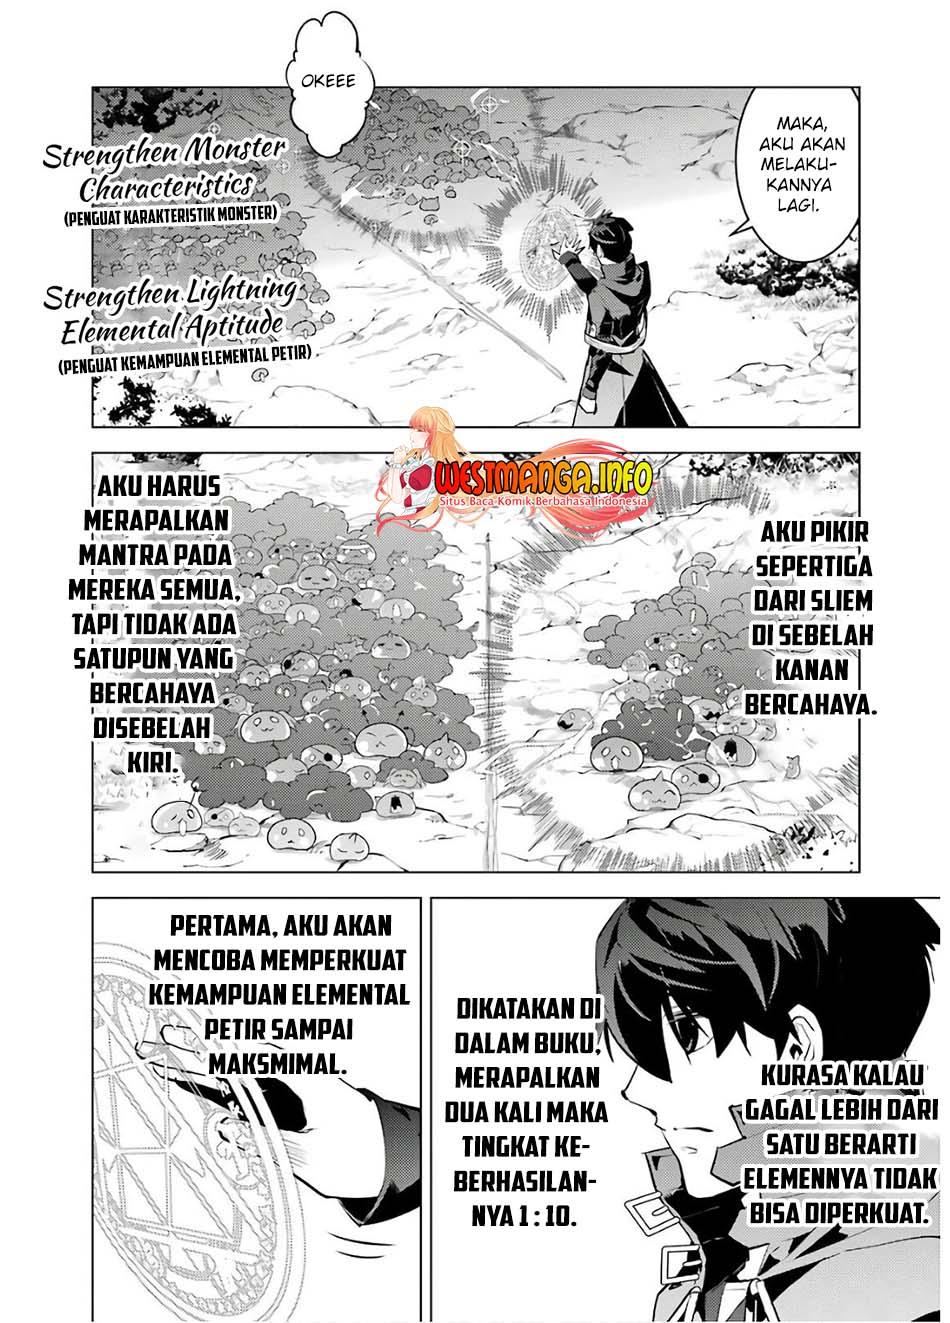 MAKA,
AKU AKAN
MELAKU-
KANNYA
LAGI.
OKEEE
Strengthen Monster
Characteristics
(PENGUAT KARAKTERISTIK MONSTER)
Strengthen Lightning
Elemental Aptitude
(PENGUAT KEMAMPUAN ELEMENTAL PETIR)
WESTMANGA.INFO
Situs Baca Komik Berbahasa Indonesia
AKU PIKIR
SEPERTIGA
DARI SLIEM
DI SEBELAH
KANAN
BERCAHAYA.
AKU HARUS
MERAPALKAN
MANTRA PADA
MEREKA SEMUA,
TAPI TIDAK ADA
SATUPUN YANG
BERCAHAYA
DISEBELAH
KIRI.
KURASA KALAU
GAGAL LEBIH DARI
SATU BERARTI
ELEMENNYA TIDAK
BISA DIPERKUAT.
DIKATAKAN DI
DALAM BUKU,
MERAPALKAN
DUA KALI MAKA
TINGKAT KE-
BERHASILAN-
NYA 1 : 10.
PERTAMA, AKU AKAN
MENCOBA MEMPERKUAT
KEMAMPUAN ELEMENTAL
PETIR SAMPAI
MAKSMIMAL.